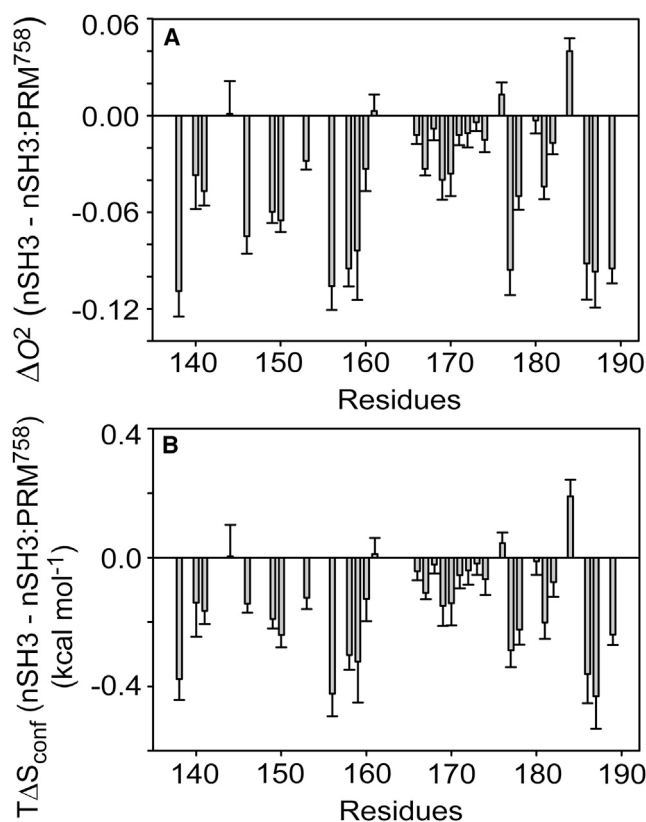 A
0.06
0.00
-0.06
-0.12
ΔO² (nSH3 - nSH3:PRM⁷⁵⁸)
140 150 160 170 180 190
Residues
B
0.4
0.0
-0.4
TΔS_conf (nSH3 - nSH3:PRM⁷⁵⁸)
(kcal mol⁻¹)
140 150 160 170 180 190
Residues